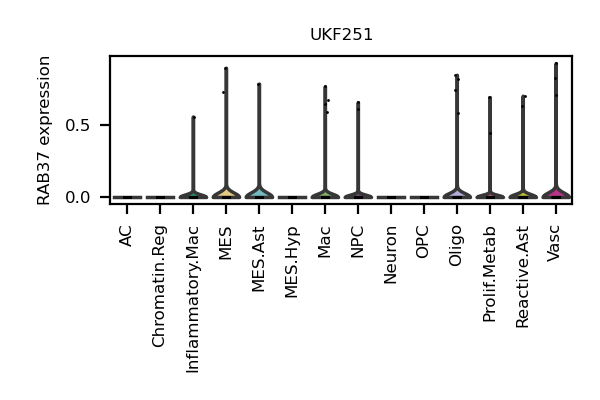 UKF251
RAB37 expression
0.5
0.0
AC
Chromatin.Reg
Inflammatory.Mac
MES
MES.Ast
MES.Hyp
Mac
NPC
Neuron
OPC
Oligo
Prolif.Metab
Reactive.Ast
Vasc